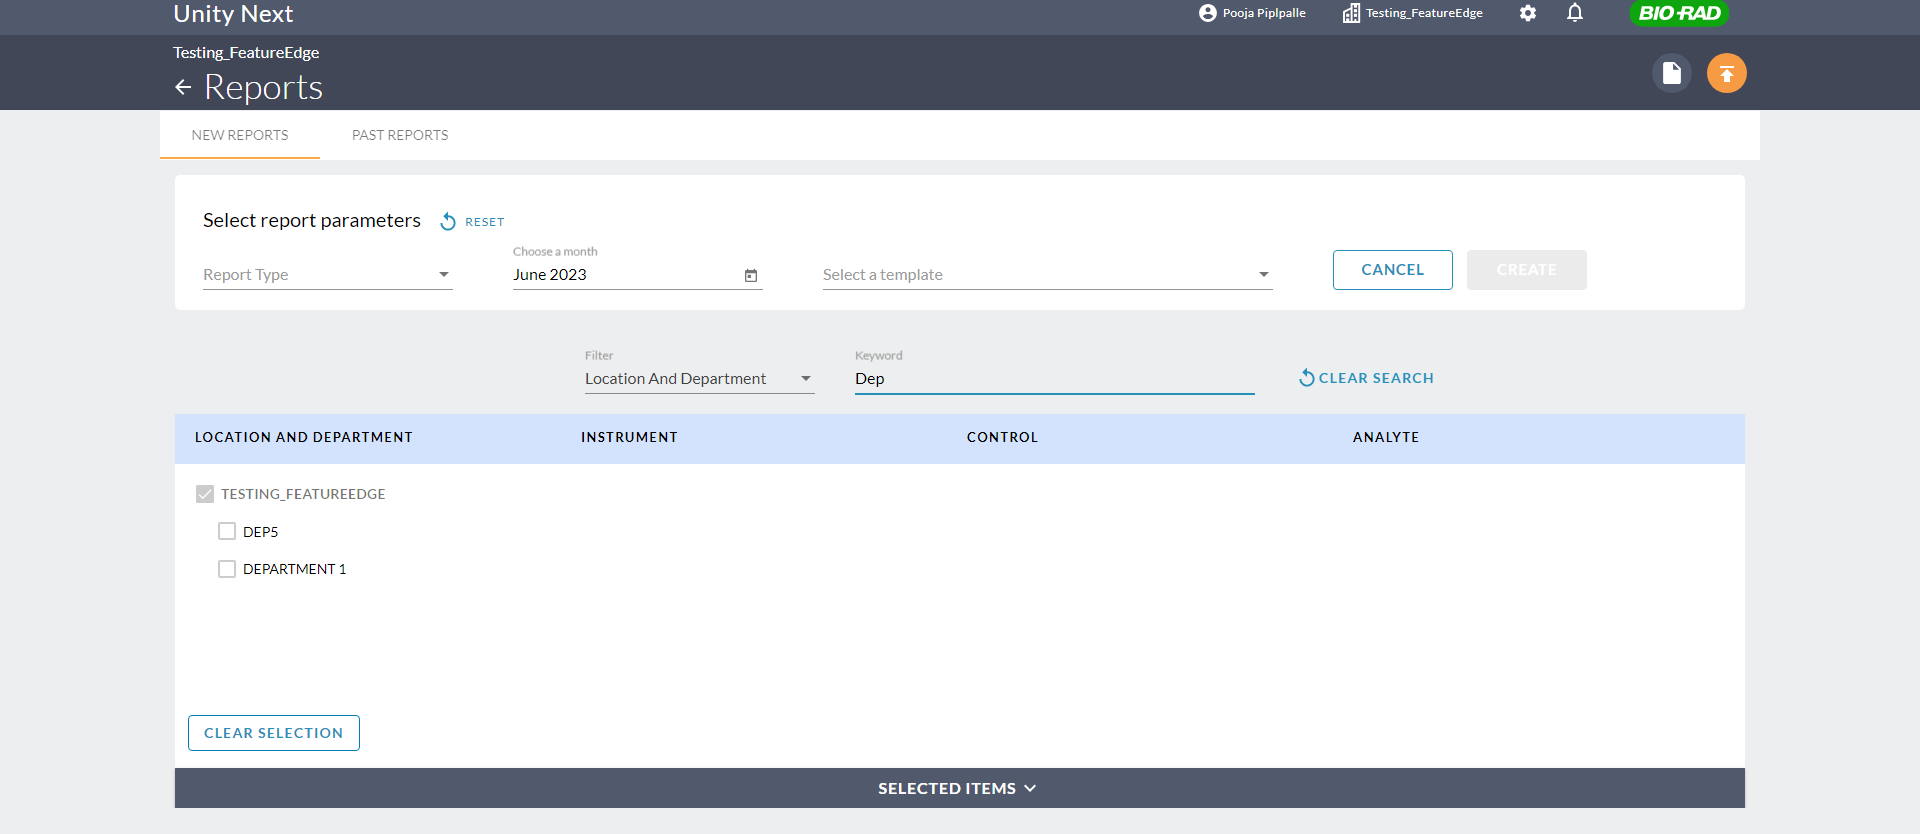 Unity Next
Pooja Piplpalle
Testing_FeatureEdge
BIO-RAD
Testing_FeatureEdge
Reports
NEW REPORTS
PAST REPORTS
Select report parameters
RESET
Report Type
Choose a month
June 2023
Select a template
CANCEL
CREATE
Filter
Location And Department
Keyword
Dep
CLEAR SEARCH
LOCATION AND DEPARTMENT
INSTRUMENT
CONTROL
ANALYTE
TESTING_FEATUREEDGE
DEP5
DEPARTMENT 1
CLEAR SELECTION
SELECTED ITEMS